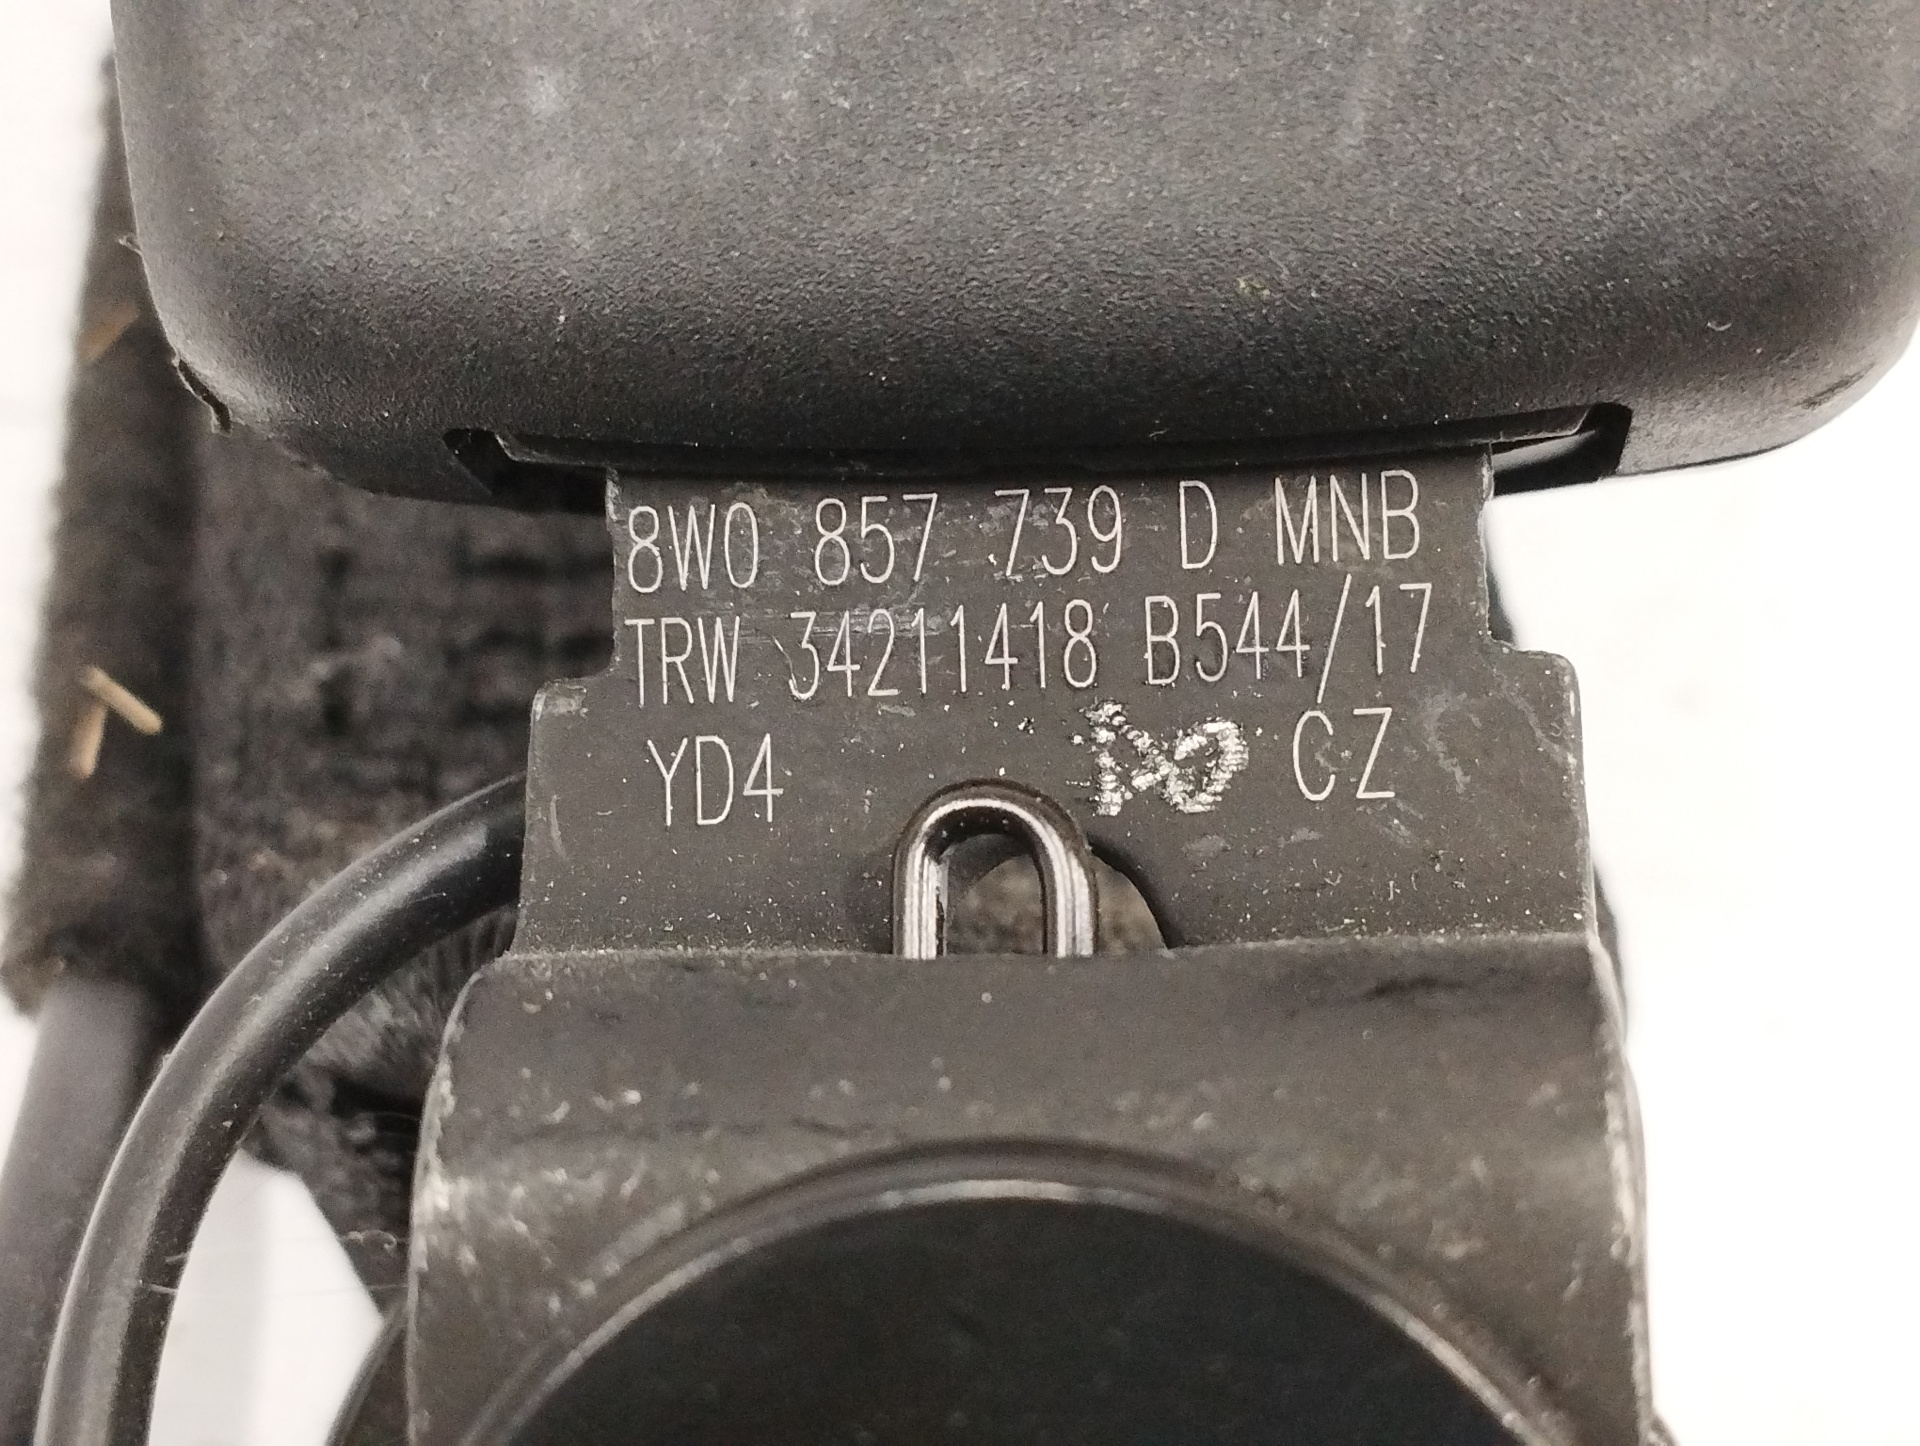 8W0 857 739 D MNB
TRW 34211418 B544/17
YD4 CZ